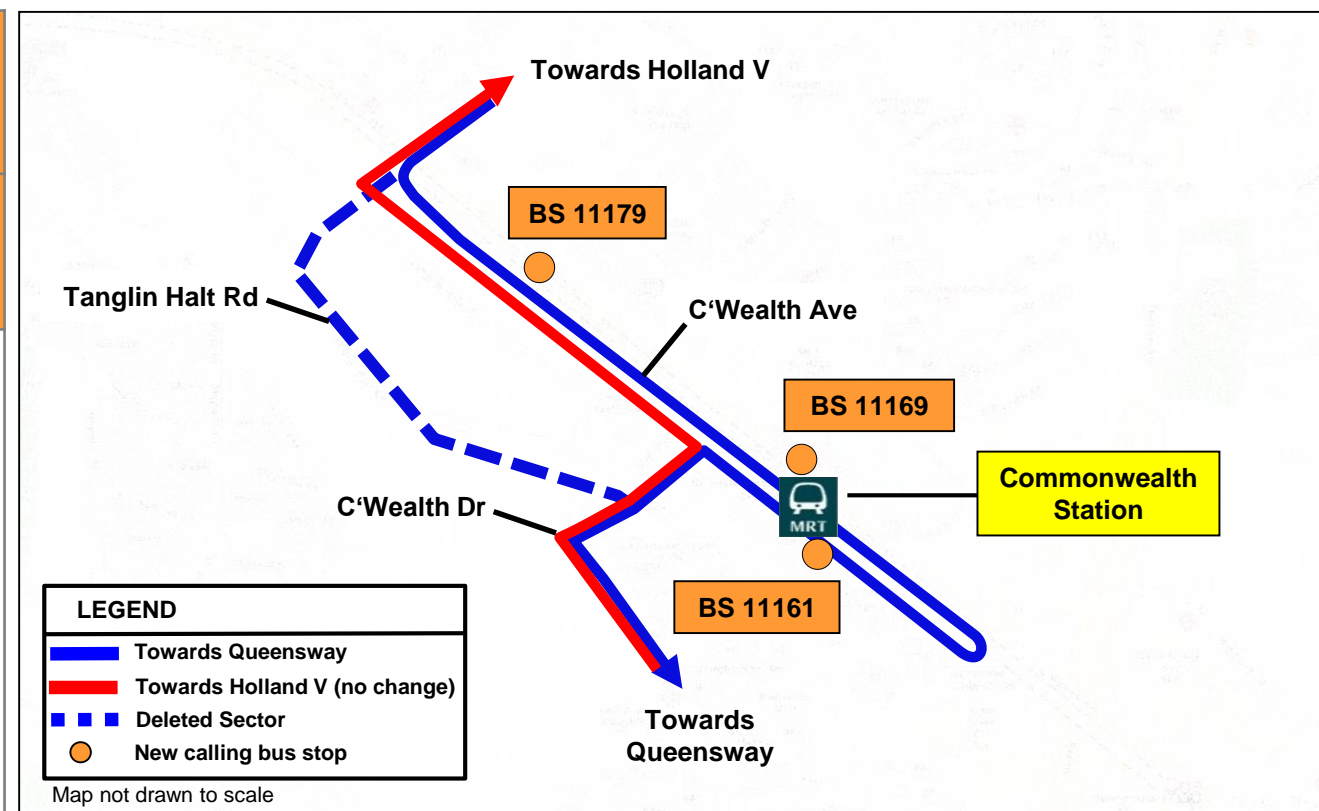 Towards Holland V
BS 11179
Tanglin Halt Rd
C'Wealth Ave
BS 11169
Commonwealth
Station
C'Wealth Dr
MRT
BS 11161
LEGEND
Towards Queensway
Towards Holland V (no change)
Deleted Sector
New calling bus stop
Towards
Queensway
Map not drawn to scale